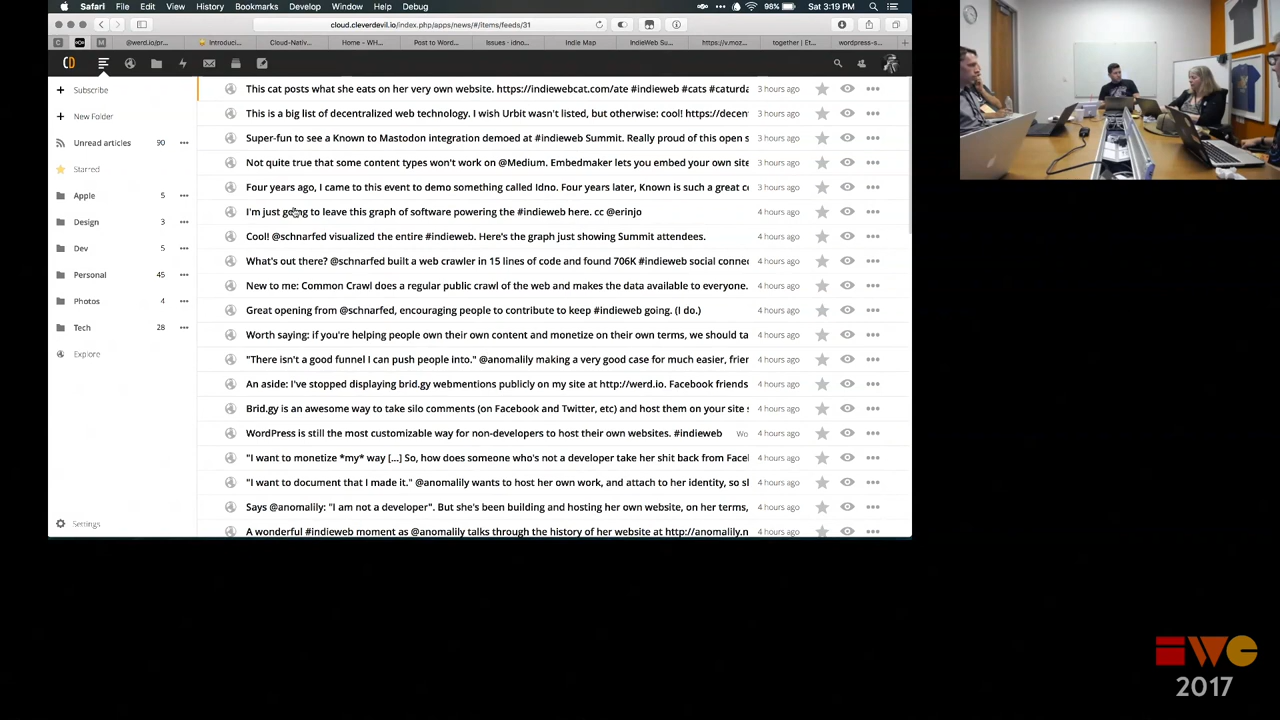 Safari File Edit View History Bookmarks Develop Window Help Debug 98% Sat 3:19 PM
cloud.cleverdevil.io/index.php/apps/news/#/items/feeds/31
@werd.io/pr... Introduci... Cloud-Nativ... Home – WH... Post to Word... Issues · idno... Indie Map IndieWeb Su... https://v.moz... together | Et... wordpress-s...
CD
Subscribe
New Folder
Unread articles 90
Starred
Apple 5
Design 3
Dev 5
Personal 45
Photos 4
Tech 28
Explore
Settings
This cat posts what she eats on her very own website. https://indiewebcat.com/ate #indieweb #cats #caturda 3 hours ago
This is a big list of decentralized web technology. I wish Urbit wasn't listed, but otherwise: cool! https://decen 3 hours ago
Super-fun to see a Known to Mastodon integration demoed at #indieweb Summit. Really proud of this open s 3 hours ago
Not quite true that some content types won't work on @Medium. Embedmaker lets you embed your own site 3 hours ago
Four years ago, I came to this event to demo something called Idno. Four years later, Known is such a great co 3 hours ago
I'm just going to leave this graph of software powering the #indieweb here. cc @erinjo 4 hours ago
Cool! @schnarfed visualized the entire #indieweb. Here's the graph just showing Summit attendees. 4 hours ago
What's out there? @schnarfed built a web crawler in 15 lines of code and found 706K #indieweb social connec 4 hours ago
New to me: Common Crawl does a regular public crawl of the web and makes the data available to everyone. 4 hours ago
Great opening from @schnarfed, encouraging people to contribute to keep #indieweb going. (I do.) 4 hours ago
Worth saying: if you're helping people own their own content and monetize on their own terms, we should ta 4 hours ago
"There isn't a good funnel I can push people into." @anomalily making a very good case for much easier, frien 4 hours ago
An aside: I've stopped displaying brid.gy webmentions publicly on my site at http://werd.io. Facebook friends 4 hours ago
Brid.gy is an awesome way to take silo comments (on Facebook and Twitter, etc) and host them on your site s 4 hours ago
WordPress is still the most customizable way for non-developers to host their own websites. #indieweb Wo 4 hours ago
"I want to monetize *my* way [...] So, how does someone who's not a developer take her shit back from Facel 4 hours ago
"I want to document that I made it." @anomalily wants to host her own work, and attach to her identity, so sl 4 hours ago
Says @anomalily: "I am not a developer". But she's been building and hosting her own website, on her terms, 4 hours ago
A wonderful #indieweb moment as @anomalily talks through the history of her website at http://anomalily.n 4 hours ago
IWC
2017